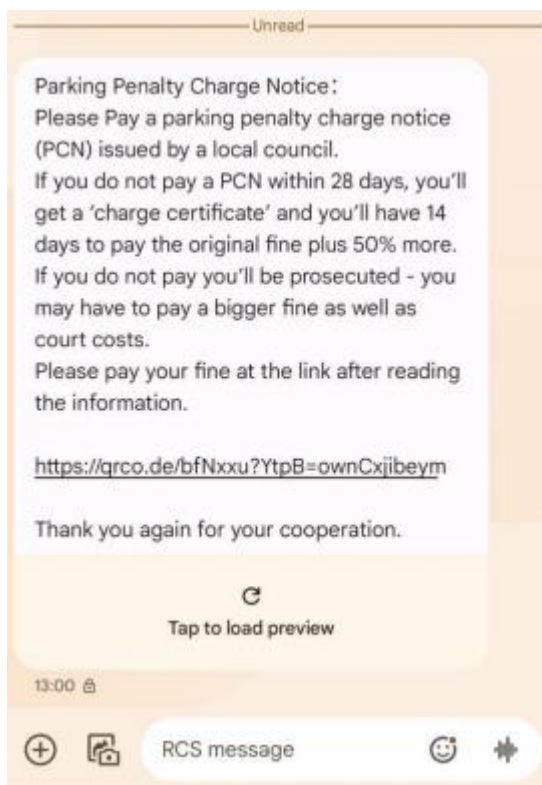 Unread
Parking Penalty Charge Notice:
Please Pay a parking penalty charge notice
(PCN) issued by a local council.
If you do not pay a PCN within 28 days, you'll
get a ‘charge certificate’ and you'll have 14
days to pay the original fine plus 50% more.
If you do not pay you'll be prosecuted - you
may have to pay a bigger fine as well as
court costs.
Please pay your fine at the link after reading
the information.
https://qrco.de/bfNxxu?YtpB=ownCxjibeym
Thank you again for your cooperation.
Tap to load preview
13:00
RCS message